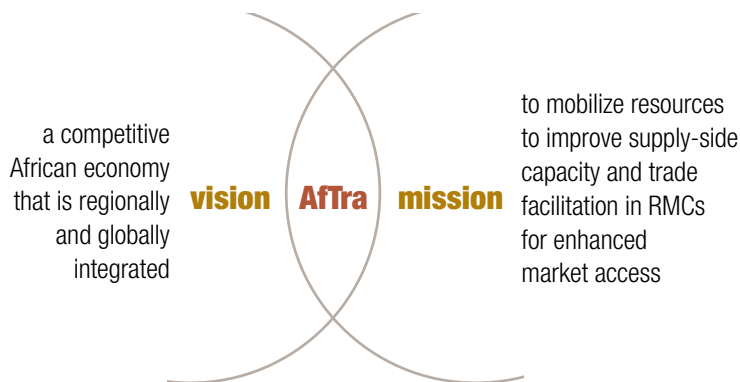 a competitive
African economy
that is regionally
and globally
integrated
vision
AfTra
mission
to mobilize resources
to improve supply-side
capacity and trade
facilitation in RMCs
for enhanced
market access